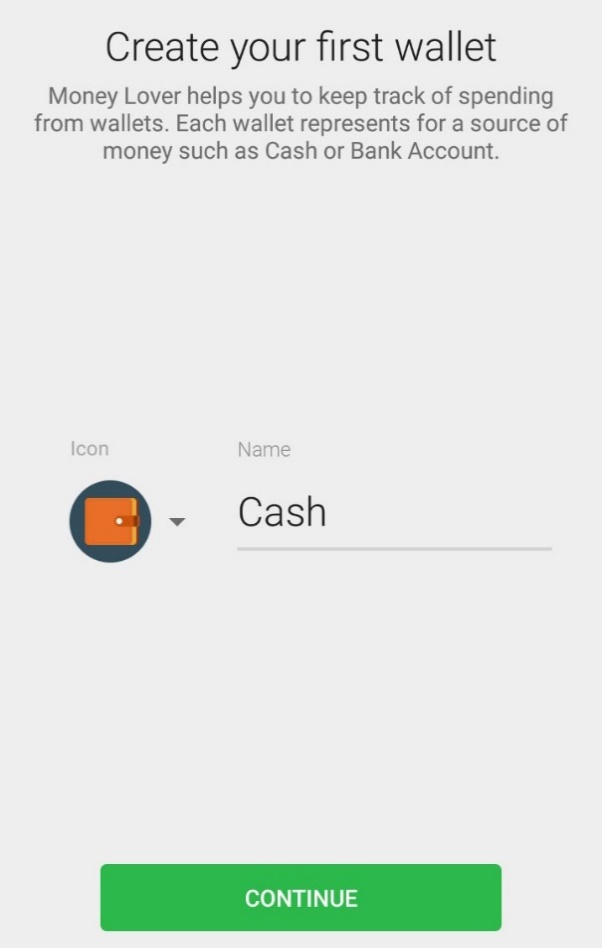 Create your first wallet
Money Lover helps you to keep track of spending
from wallets. Each wallet represents for a source of
money such as Cash or Bank Account.
Icon
Name
Cash
CONTINUE